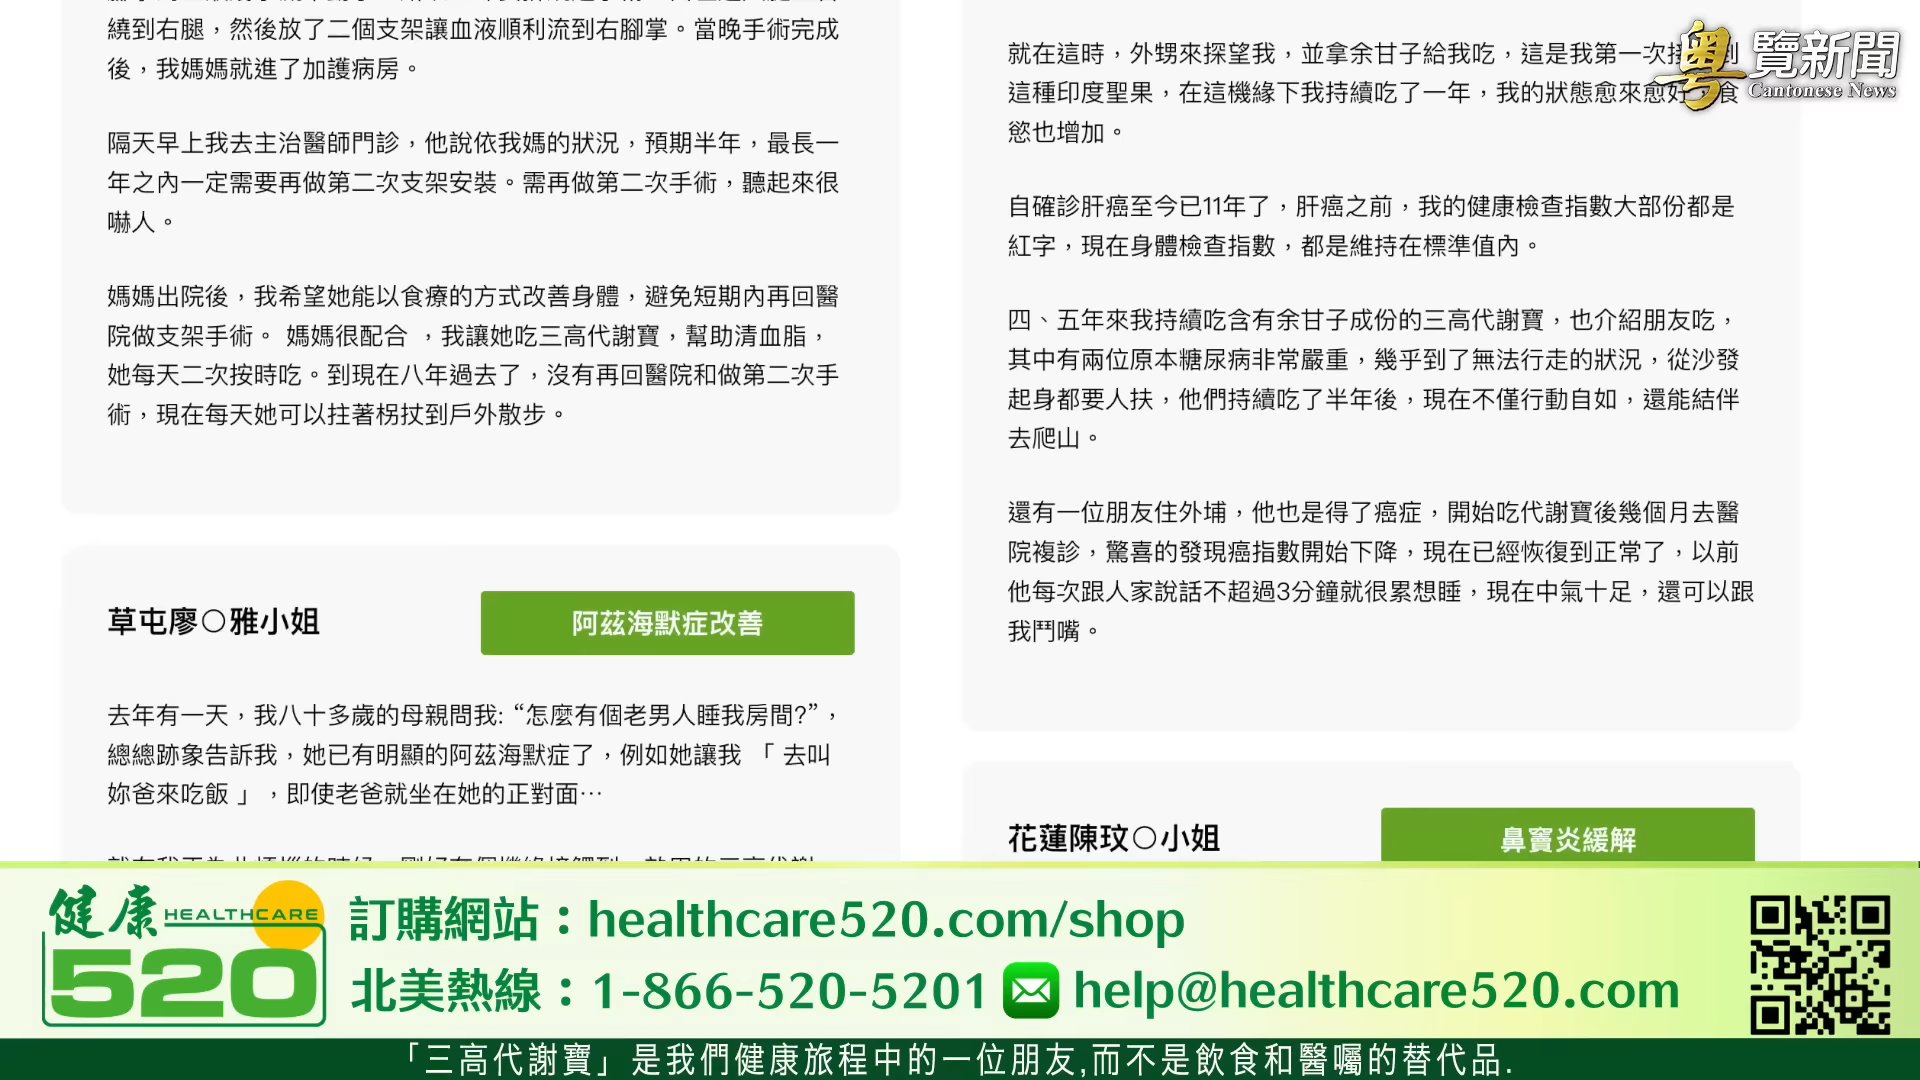 繞到右腿，然後放了二個支架讓血液順利流到右腳掌。當晚手術完成
後，我媽媽就進了加護病房。
隔天早上我去主治醫師門診，他說依我媽的狀況，預期半年，最長一
年之內一定需要再做第二次支架安裝。需再做第二次手術，聽起來很
嚇人。
媽媽出院後，我希望她能以食療的方式改善身體，避免短期內再回醫
院做支架手術。 媽媽很配合 ，我讓她吃三高代謝寶，幫助清血脂，
她每天二次按時吃。到現在八年過去了，沒有再回醫院和做第二次手
術，現在每天她可以拄著柺扙到戶外散步。
草屯廖○雅小姐
阿茲海默症改善
去年有一天，我八十多歲的母親問我: “怎麼有個老男人睡我房間?”，
總總跡象告訴我，她已有明顯的阿茲海默症了，例如她讓我 「 去叫
妳爸來吃飯 」，即使老爸就坐在她的正對面⋯
就在這時，外甥來探望我，並拿余甘子給我吃，這是我第一次接
這種印度聖果，在這機緣下我持續吃了一年，我的狀態愈來愈好，食
慾也增加。
自確診肝癌至今已11年了，肝癌之前，我的健康檢查指數大部份都是
紅字，現在身體檢查指數，都是維持在標準值內。
四、五年來我持續吃含有余甘子成份的三高代謝寶，也介紹朋友吃，
其中有兩位原本糖尿病非常嚴重，幾乎到了無法行走的狀況，從沙發
起身都要人扶，他們持續吃了半年後，現在不僅行動自如，還能結伴
去爬山。
還有一位朋友住外埔，他也是得了癌症，開始吃代謝寶後幾個月去醫
院複診，驚喜的發現癌指數開始下降，現在已經恢復到正常了，以前
他每次跟人家說話不超過3分鐘就很累想睡，現在中氣十足，還可以跟
我鬥嘴。
花蓮陳玟○小姐
鼻竇炎緩解
粵覽新聞
Cantonese News
健康 HEALTHCARE
520
訂購網站：healthcare520.com/shop
北美熱線：1-866-520-5201 help@healthcare520.com
「三高代謝寶」是我們健康旅程中的一位朋友,而不是飲食和醫囑的替代品.